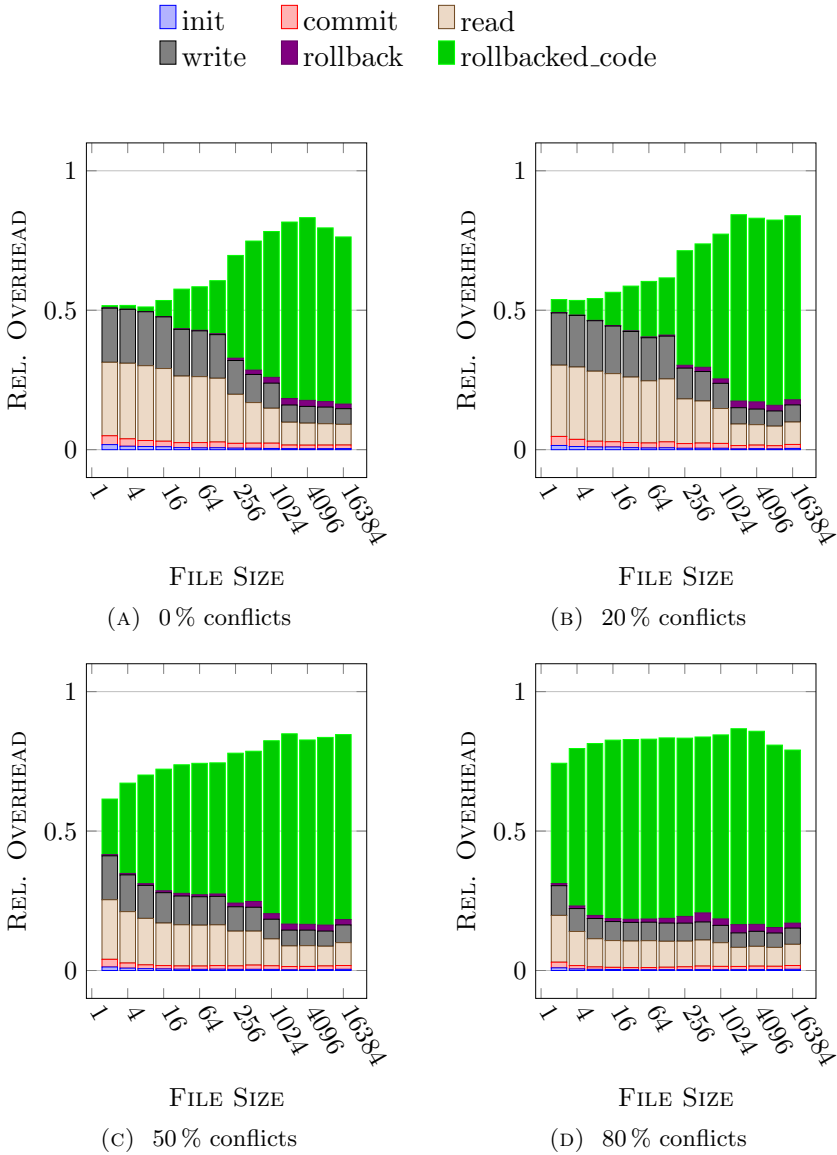 init commit read
write rollback rollbacked_code
1
0.5
0
REL. OVERHEAD
1 4 16 64 256 1024 4096 16384
FILE SIZE
(A) 0 % conflicts
1
0.5
0
REL. OVERHEAD
1 4 16 64 256 1024 4096 16384
FILE SIZE
(B) 20 % conflicts
1
0.5
0
REL. OVERHEAD
1 4 16 64 256 1024 4096 16384
FILE SIZE
(C) 50 % conflicts
1
0.5
0
REL. OVERHEAD
1 4 16 64 256 1024 4096 16384
FILE SIZE
(D) 80 % conflicts